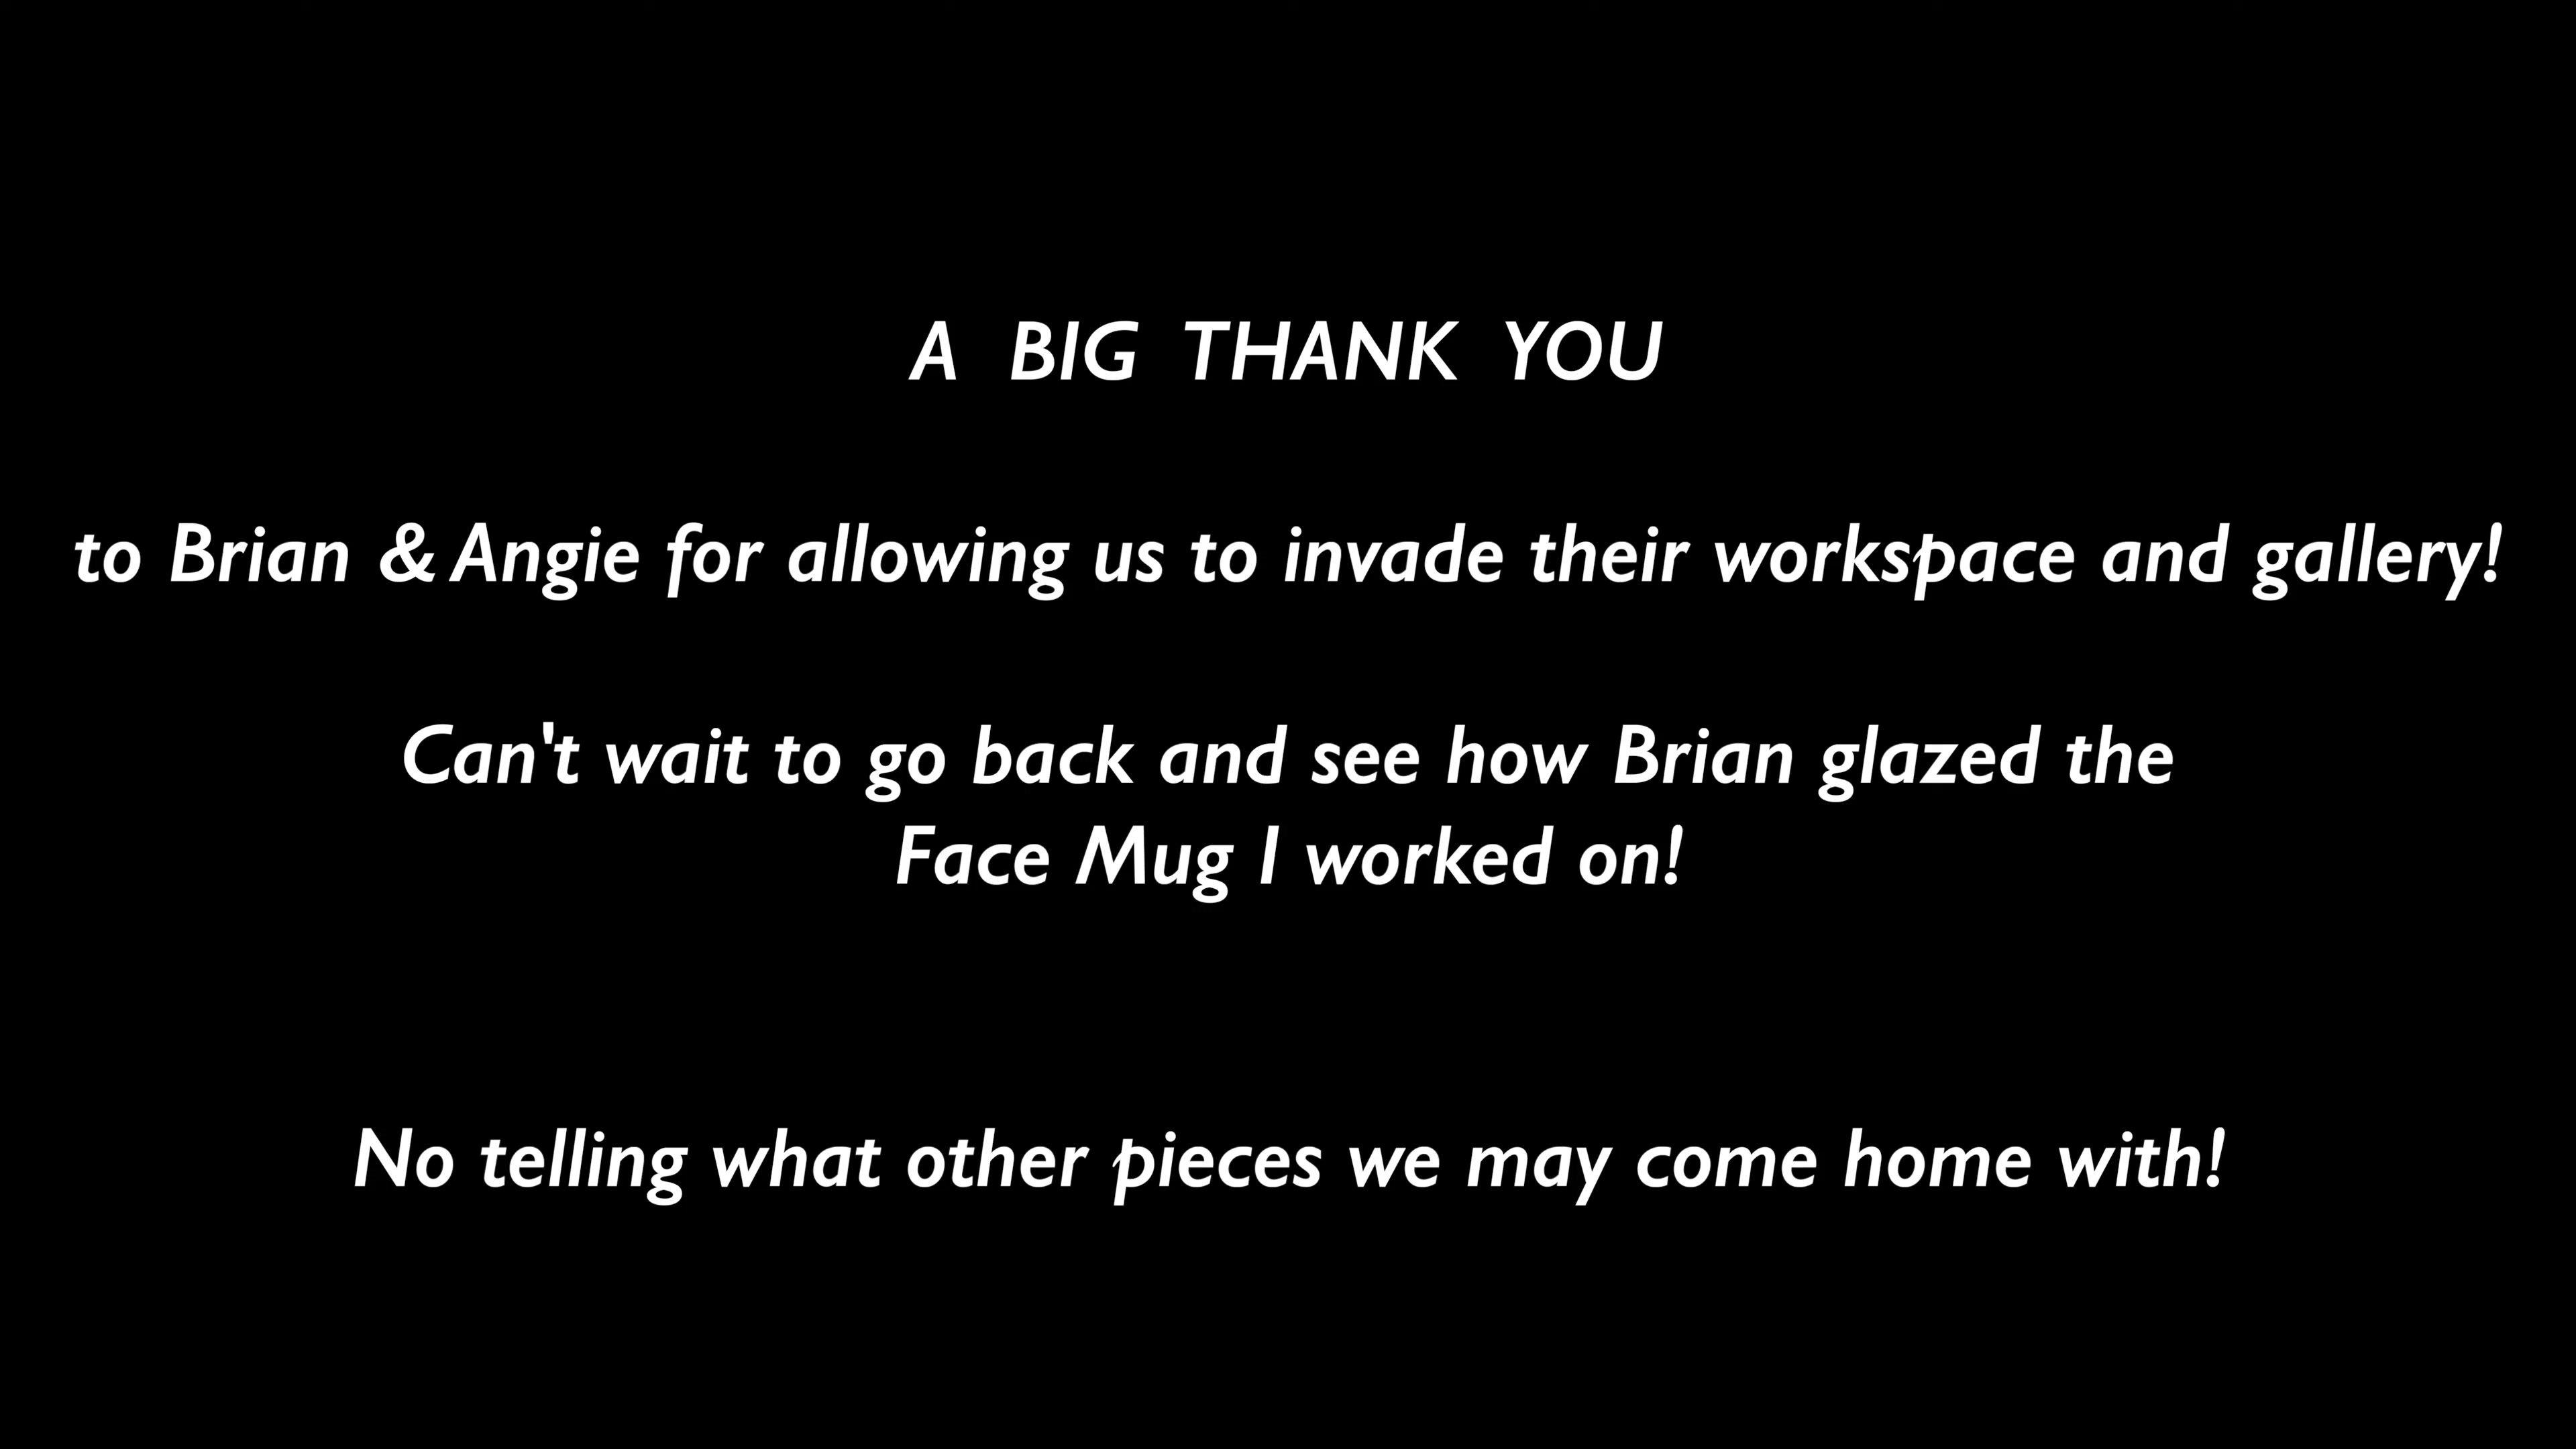 A BIG THANK YOU
to Brian & Angie for allowing us to invade their workspace and gallery!
Can't wait to go back and see how Brian glazed the
Face Mug I worked on!
No telling what other pieces we may come home with!